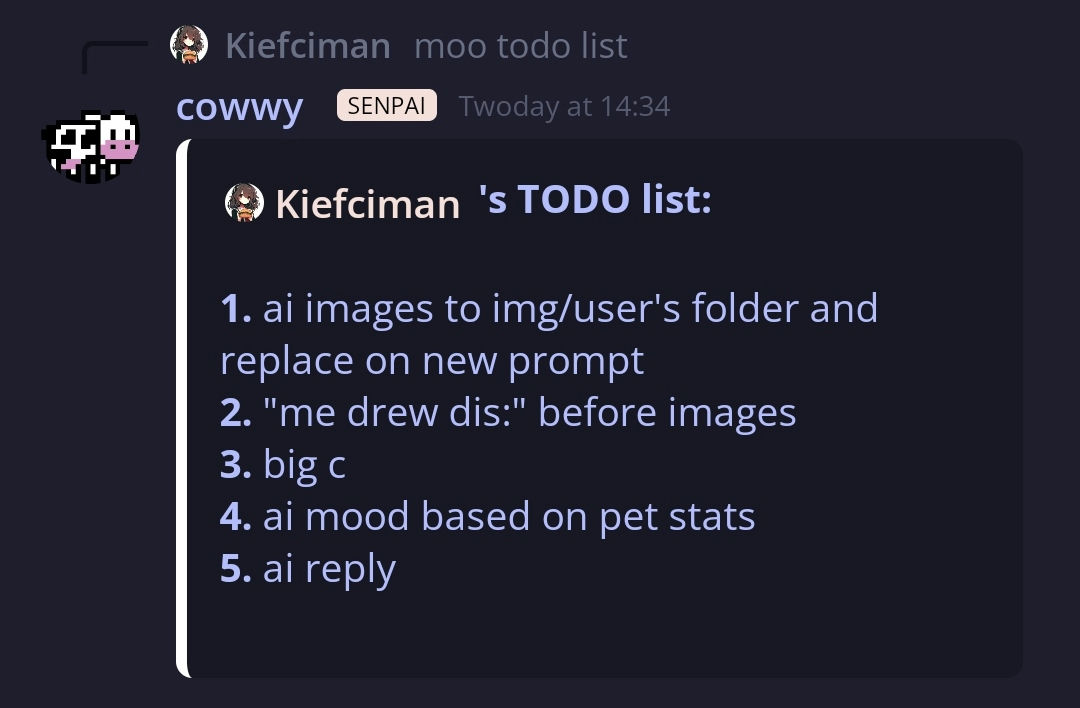 Kiefciman moo todo list
cowwy SENPAI Twoday at 14:34
Kiefciman 's TODO list:
1. ai images to img/user's folder and
replace on new prompt
2. "me drew dis:" before images
3. big c
4. ai mood based on pet stats
5. ai reply